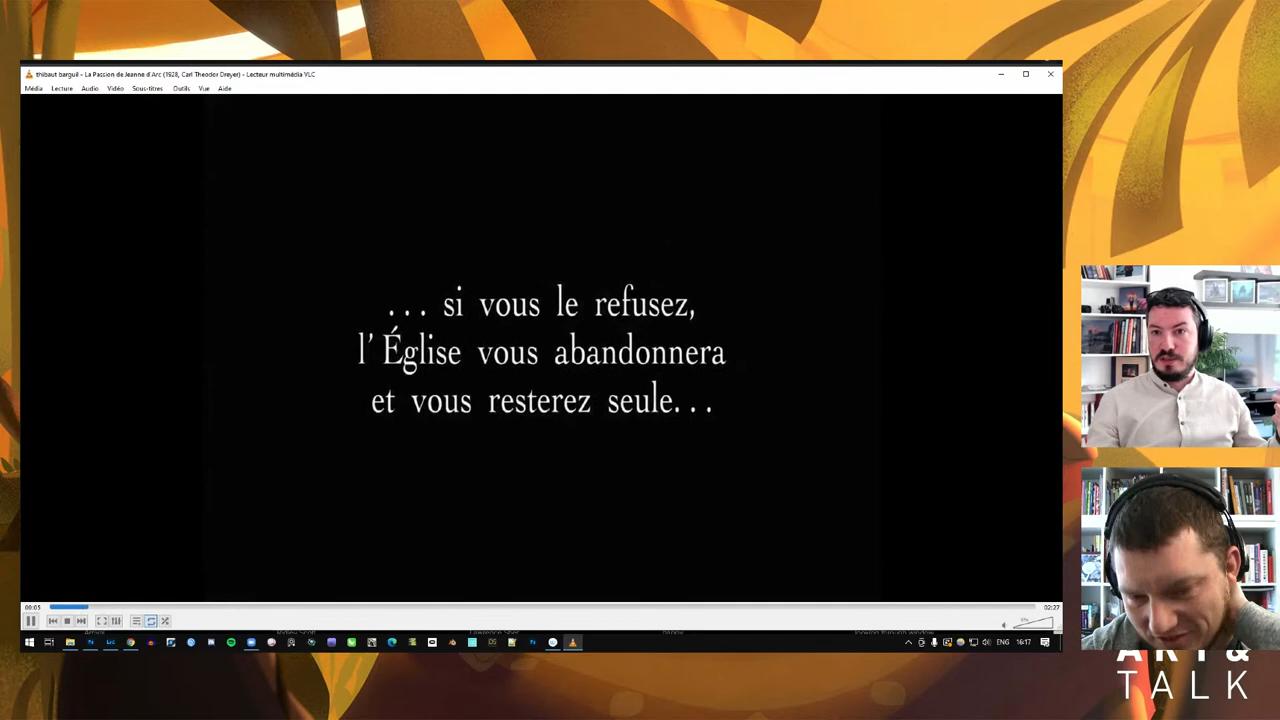 thibaut barguil - La Passion de Jeanne d'Arc (1928, Carl Theodor Dreyer) - Lecteur multimédia VLC
Média Lecture Audio Vidéo Sous-titres Outils Vue Aide
... si vous le refusez,
l'Église vous abandonnera
et vous resterez seule...
00:05
02:27
ENG 16:17
TALK